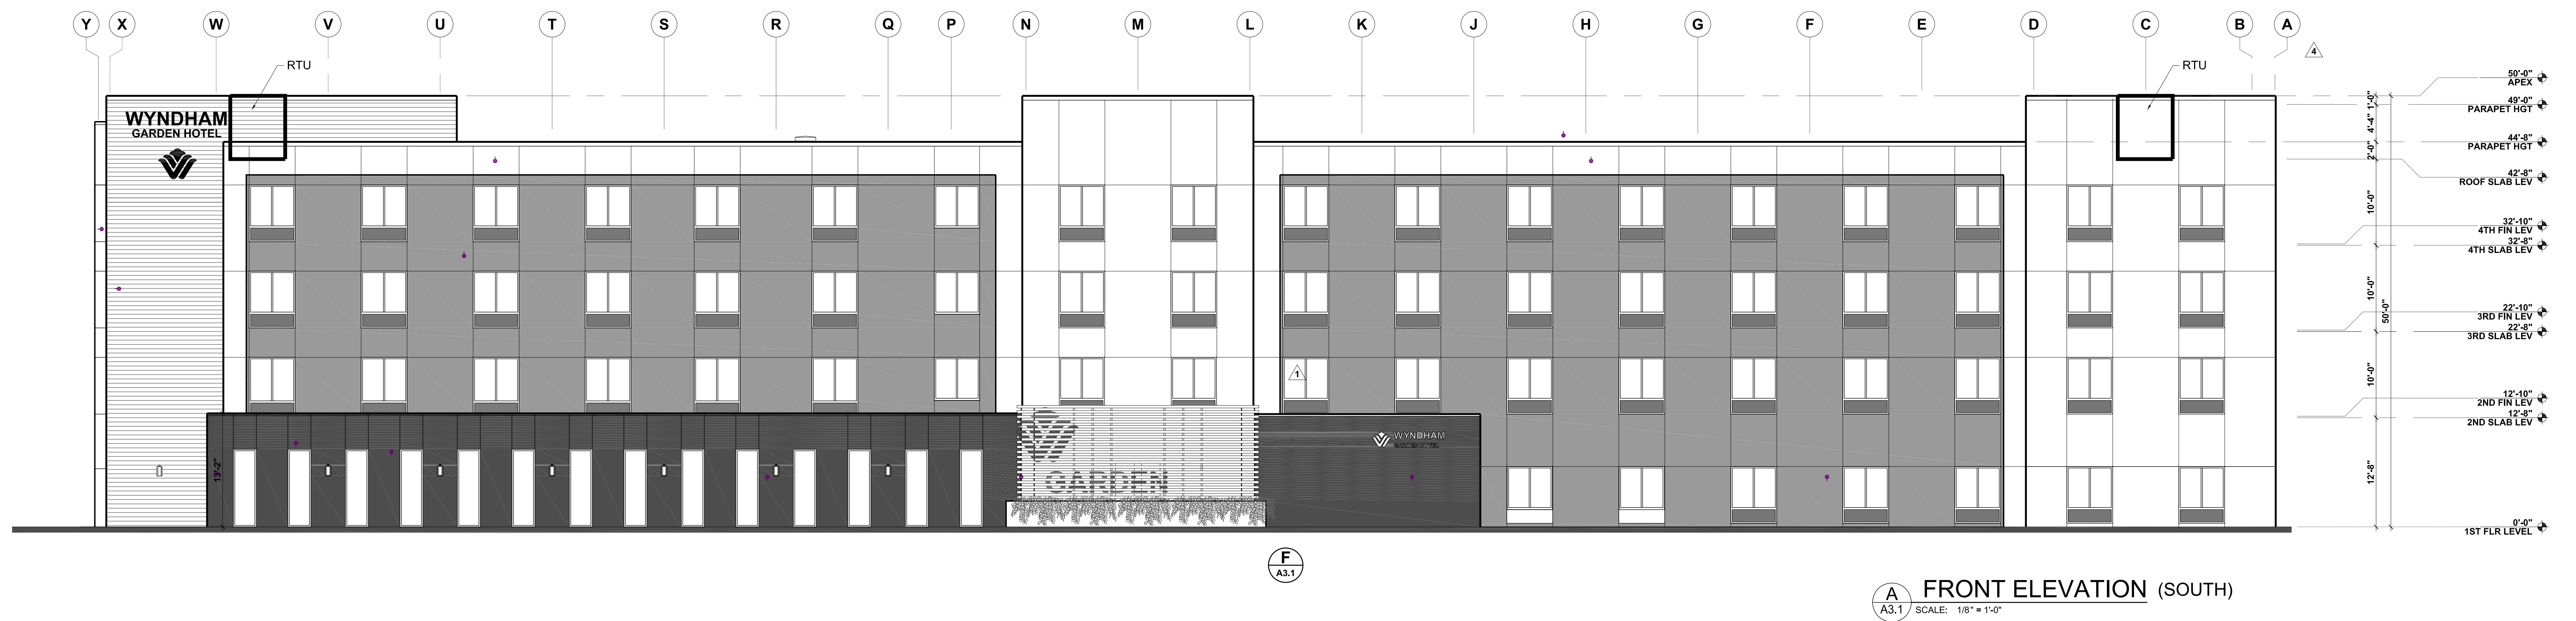 Y X W V U T S R Q P N M L K J H G F E D C B A
4
RTU
RTU
WYNDHAM
GARDEN HOTEL
50'-0"
APEX
49'-0"
PARAPET HGT
44'-8"
PARAPET HGT
42'-8"
ROOF SLAB LEV
32'-10"
4TH FIN LEV
32'-8"
4TH SLAB LEV
22'-10"
3RD FIN LEV
22'-8"
3RD SLAB LEV
12'-10"
2ND FIN LEV
12'-8"
2ND SLAB LEV
0'-0"
1ST FLR LEVEL
1'-0"
4'-4"
2'-0"
10'-0"
10'-0"
10'-0"
12'-8"
50'-0"
1
13'-2"
GARDEN
WYNDHAM
GARDEN HOTEL
F
A3.1
A
A3.1
FRONT ELEVATION (SOUTH)
SCALE: 1/8" = 1'-0"